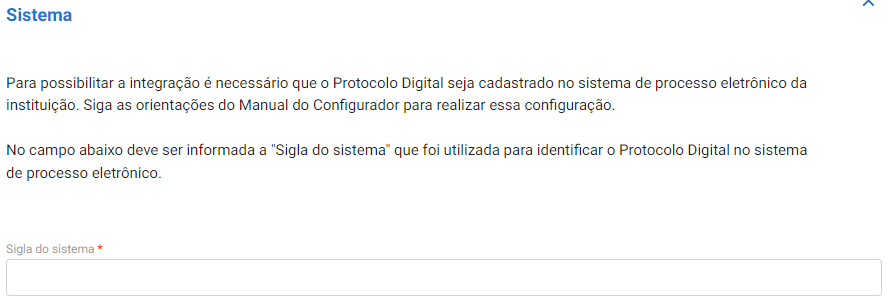 Sistema
Para possibilitar a integração é necessário que o Protocolo Digital seja cadastrado no sistema de processo eletrônico da
instituição. Siga as orientações do Manual do Configurador para realizar essa configuração.
No campo abaixo deve ser informada a "Sigla do sistema" que foi utilizada para identificar o Protocolo Digital no sistema
de processo eletrônico.
Sigla do sistema *